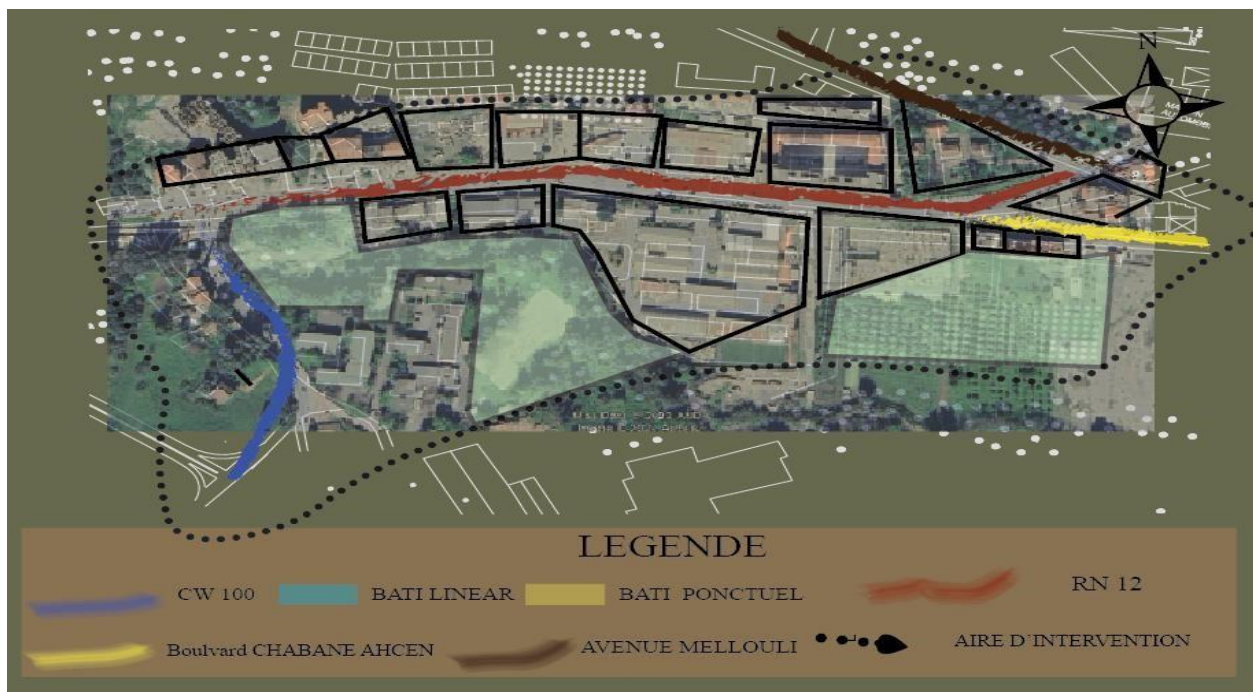 N
LEGENDE
CW 100
BATI LINEAR
BATI PONCTUEL
RN 12
Boulvard CHABANE AHCEN
AVENUE MELLOULI
AIRE D'INTERVENTION